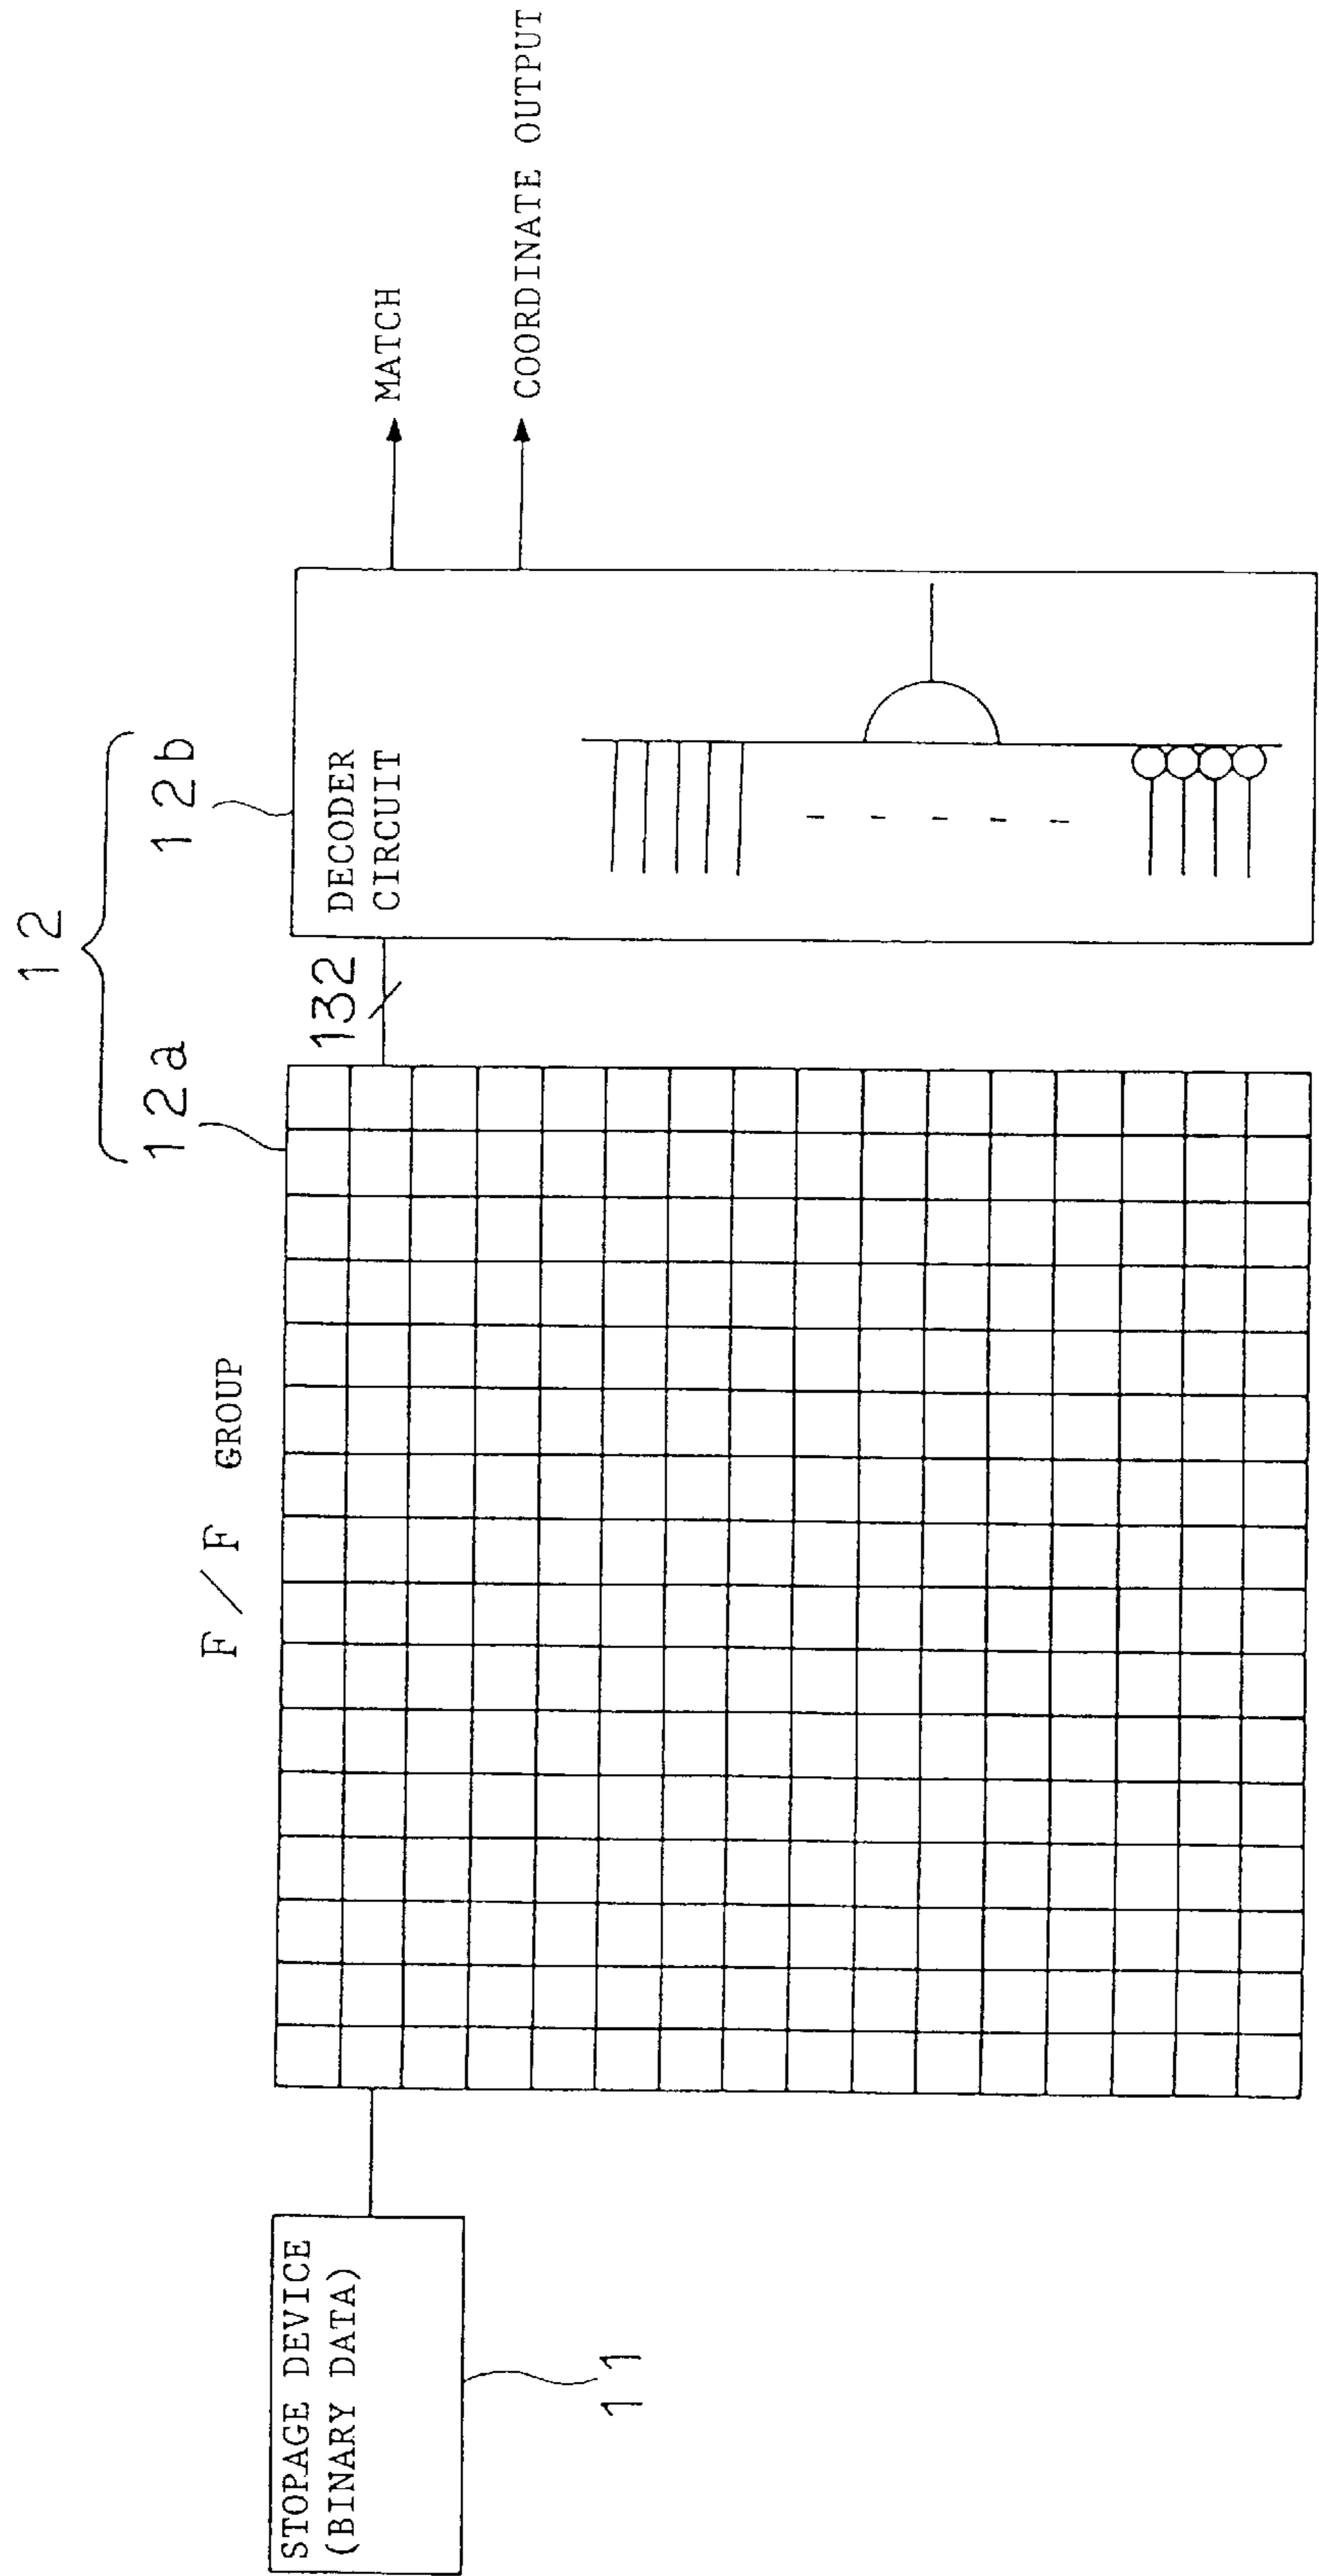 12
12a
12b
F/F GROUP
132
STOPAGE DEVICE
(BINARY DATA)
11
DECODER
CIRCUIT
MATCH
COORDINATE OUTPUT